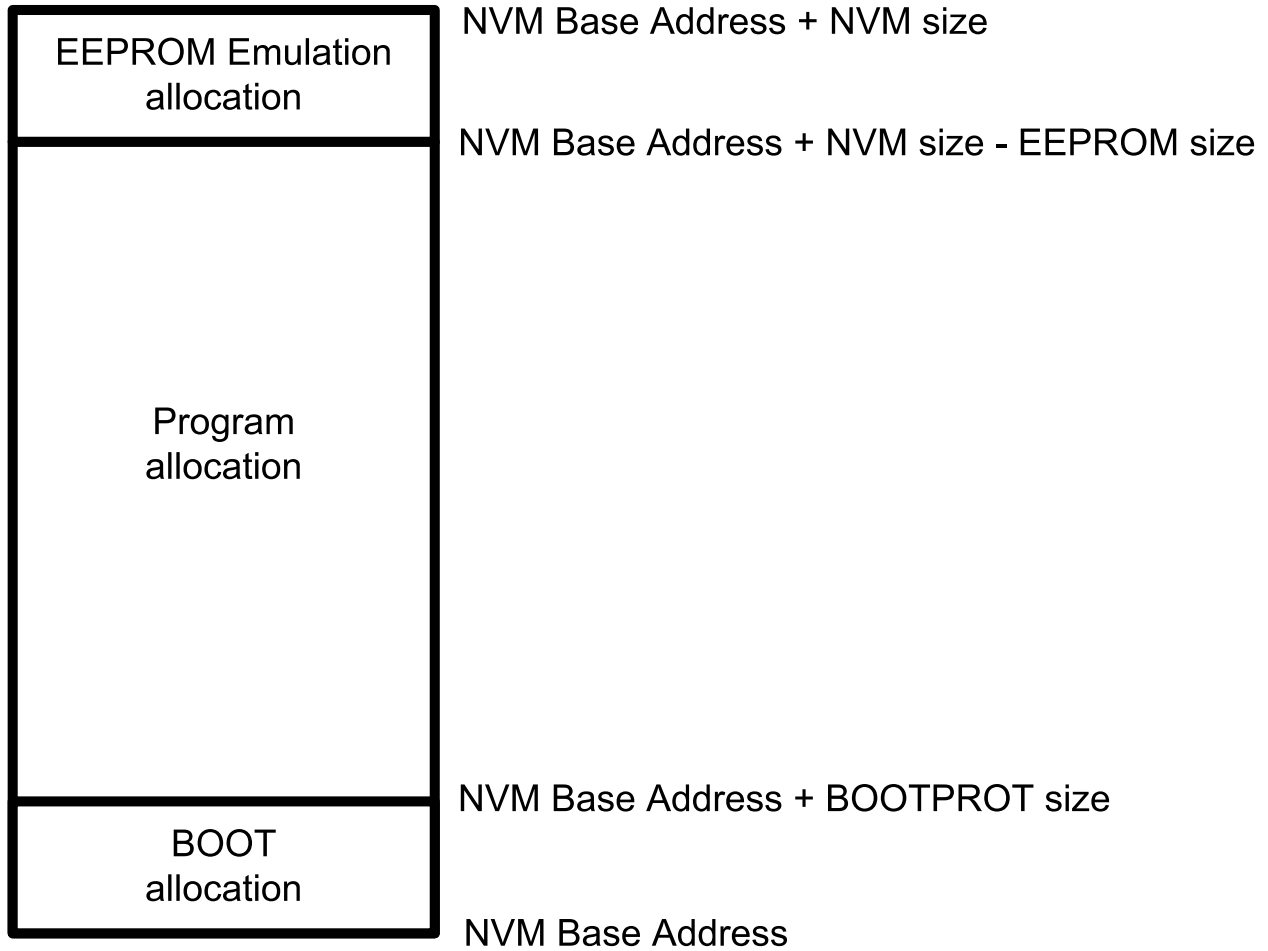 NVM Base Address + NVM size
EEPROM Emulation
allocation
NVM Base Address + NVM size - EEPROM size
Program
allocation
NVM Base Address + BOOTPROT size
BOOT
allocation
NVM Base Address